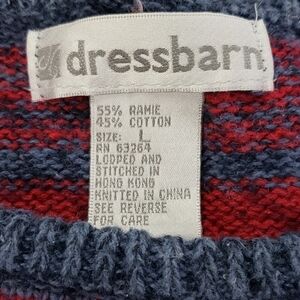 dressbarn
55% RAMIE
45% COTTON
SIZE: L
RN 63264
LOOPED AND
STITCHED IN
HONG KONG
KNITTED IN CHINA
SEE REVERSE
FOR CARE